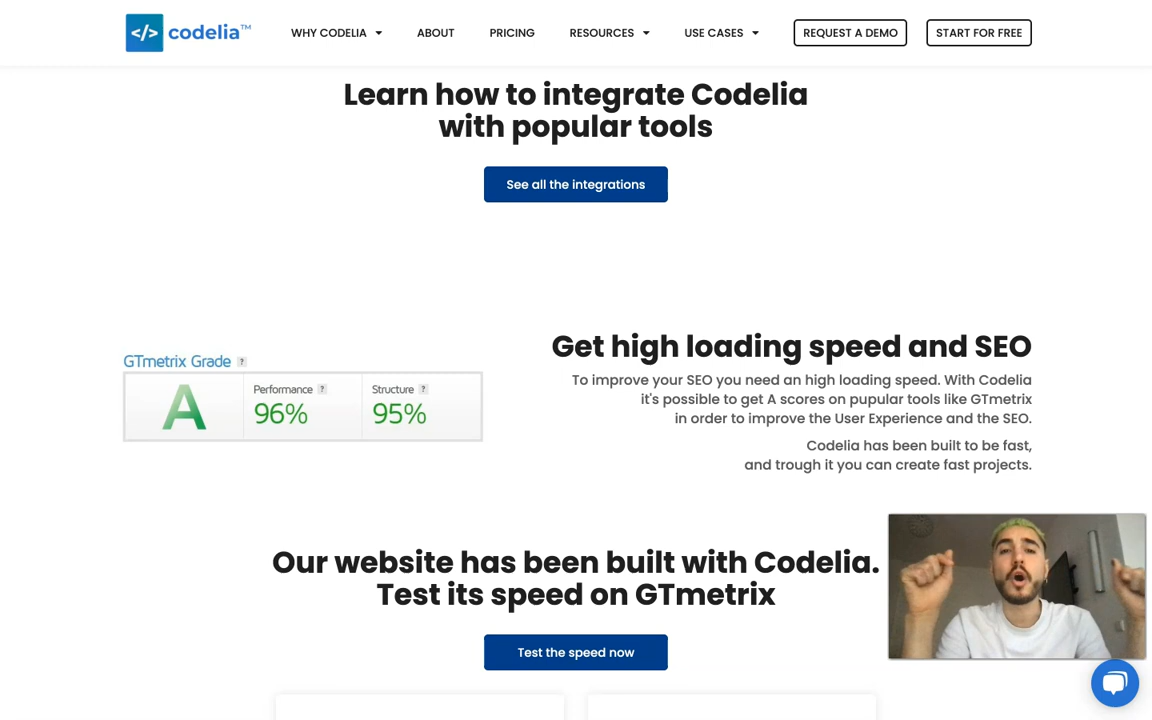 </> codelia™
WHY CODELIA
ABOUT
PRICING
RESOURCES
USE CASES
REQUEST A DEMO
START FOR FREE
Learn how to integrate Codelia
with popular tools
See all the integrations
GTmetrix Grade ?
A
Performance ?
96%
Structure ?
95%
Get high loading speed and SEO
To improve your SEO you need an high loading speed. With Codelia
it's possible to get A scores on pupular tools like GTmetrix
in order to improve the User Experience and the SEO.
Codelia has been built to be fast,
and trough it you can create fast projects.
Our website has been built with Codelia.
Test its speed on GTmetrix
Test the speed now